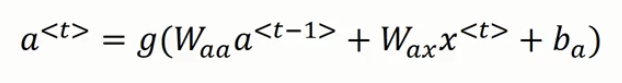 a^{<t>} = g(W_{aa}a^{<t−1>} + W_{ax}x^{<t>} + b_a)